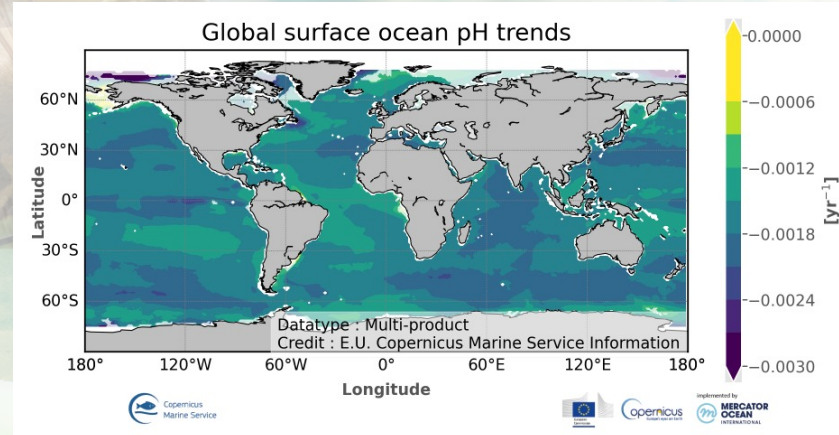 Global surface ocean pH trends
0.0000
−0.0006
−0.0012
−0.0018
−0.0024
−0.0030
[yr⁻¹]
Latitude
60°N
30°N
0°
30°S
60°S
Datatype : Multi-product
Credit : E.U. Copernicus Marine Service Information
180° 120°W 60°W 0° 60°E 120°E 180°
Longitude
Copernicus
Marine Service
opernicus
implemented by
MERCATOR
OCEAN
INTERNATIONAL